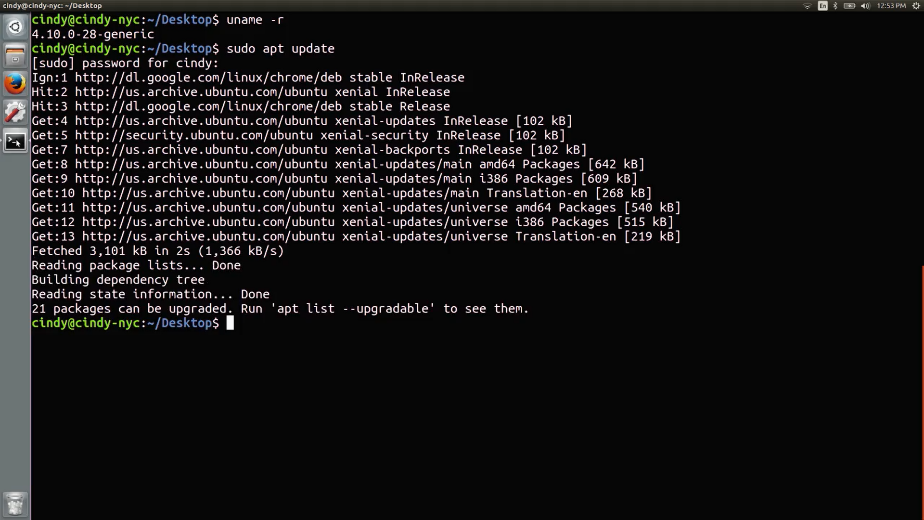 En 12:53 PM
cindy@cindy-nyc:~/Desktop$ uname -r
4.10.0-28-generic
cindy@cindy-nyc:~/Desktop$ sudo apt update
[sudo] password for cindy:
Ign:1 http://dl.google.com/linux/chrome/deb stable InRelease
Hit:2 http://us.archive.ubuntu.com/ubuntu xenial InRelease
Hit:3 http://dl.google.com/linux/chrome/deb stable Release
Get:4 http://us.archive.ubuntu.com/ubuntu xenial-updates InRelease [102 kB]
Get:5 http://security.ubuntu.com/ubuntu xenial-security InRelease [102 kB]
Get:7 http://us.archive.ubuntu.com/ubuntu xenial-backports InRelease [102 kB]
Get:8 http://us.archive.ubuntu.com/ubuntu xenial-updates/main amd64 Packages [642 kB]
Get:9 http://us.archive.ubuntu.com/ubuntu xenial-updates/main i386 Packages [609 kB]
Get:10 http://us.archive.ubuntu.com/ubuntu xenial-updates/main Translation-en [268 kB]
Get:11 http://us.archive.ubuntu.com/ubuntu xenial-updates/universe amd64 Packages [540 kB]
Get:12 http://us.archive.ubuntu.com/ubuntu xenial-updates/universe i386 Packages [515 kB]
Get:13 http://us.archive.ubuntu.com/ubuntu xenial-updates/universe Translation-en [219 kB]
Fetched 3,101 kB in 2s (1,366 kB/s)
Reading package lists... Done
Building dependency tree
Reading state information... Done
21 packages can be upgraded. Run 'apt list --upgradable' to see them.
cindy@cindy-nyc:~/Desktop$